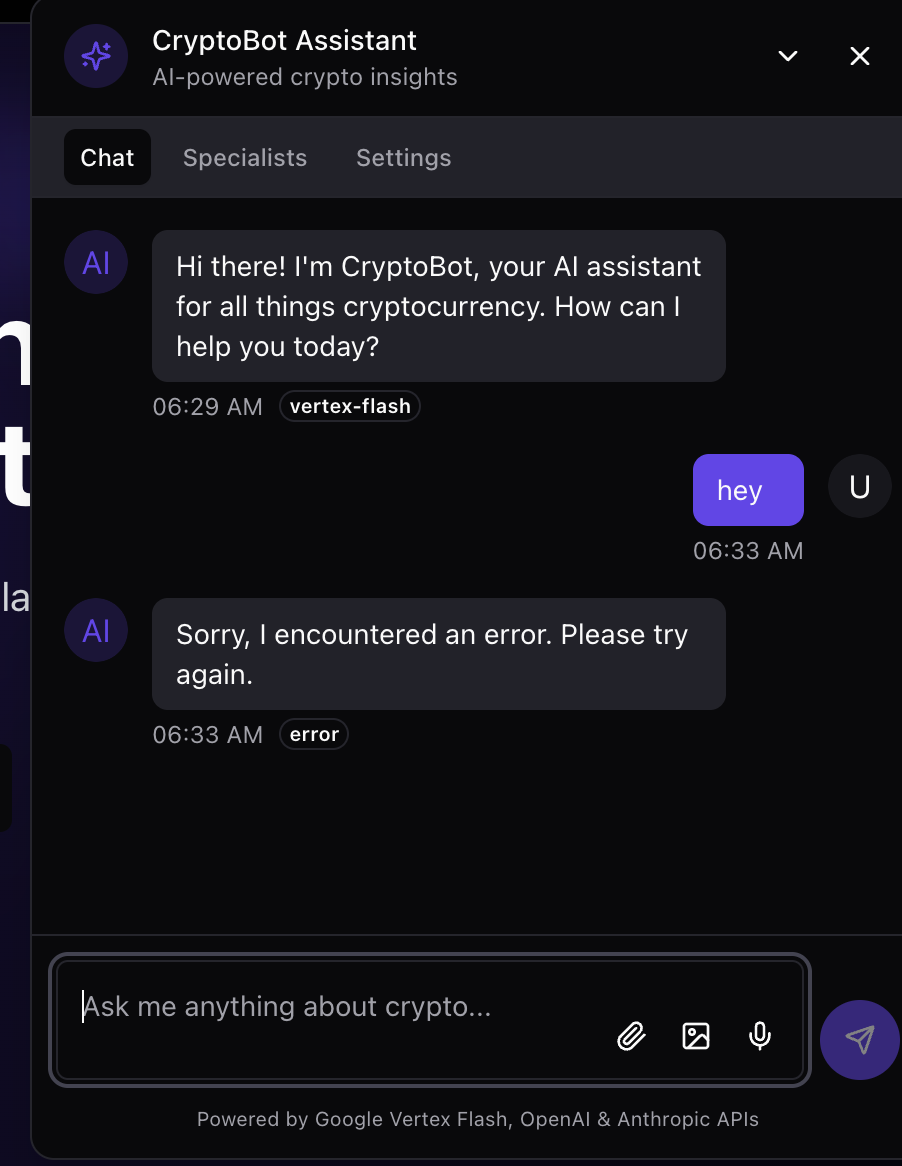 CryptoBot Assistant
AI-powered crypto insights
Chat Specialists Settings
AI
Hi there! I'm CryptoBot, your AI assistant
for all things cryptocurrency. How can I
help you today?
06:29 AM vertex-flash
hey
U
06:33 AM
AI
Sorry, I encountered an error. Please try
again.
06:33 AM error
Ask me anything about crypto...
Powered by Google Vertex Flash, OpenAI & Anthropic APIs